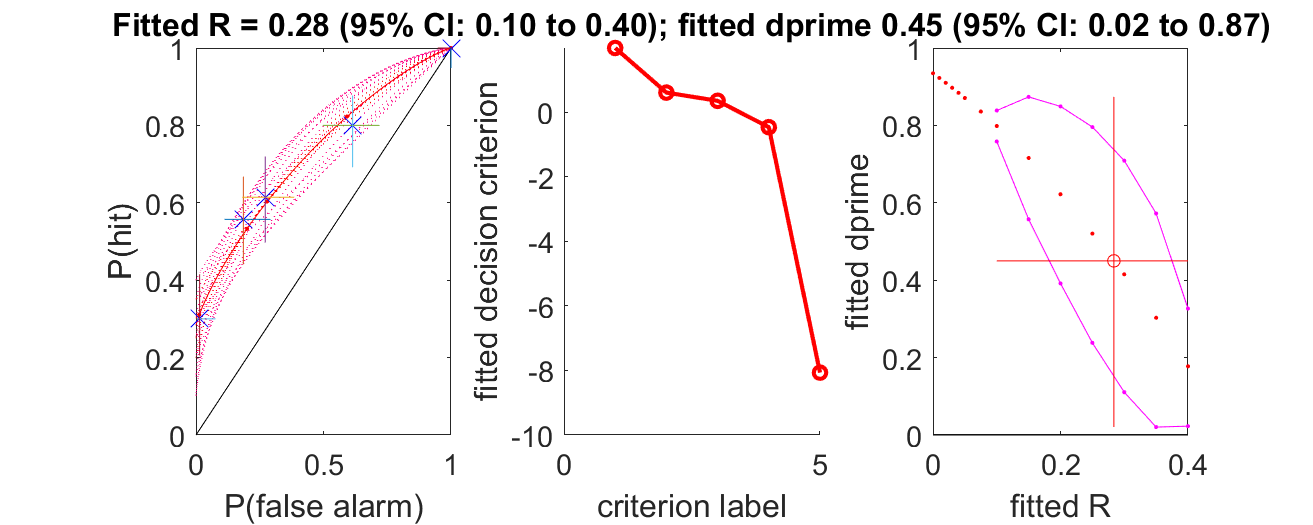 Fitted R = 0.28 (95% CI: 0.10 to 0.40); fitted dprime 0.45 (95% CI: 0.02 to 0.87)
P(hit)
1
0.8
0.6
0.4
0.2
0
0 0.5 1
P(false alarm)
fitted decision criterion
0
-2
-4
-6
-8
-10
0 5
criterion label
fitted dprime
1
0.8
0.6
0.4
0.2
0
0 0.2 0.4
fitted R